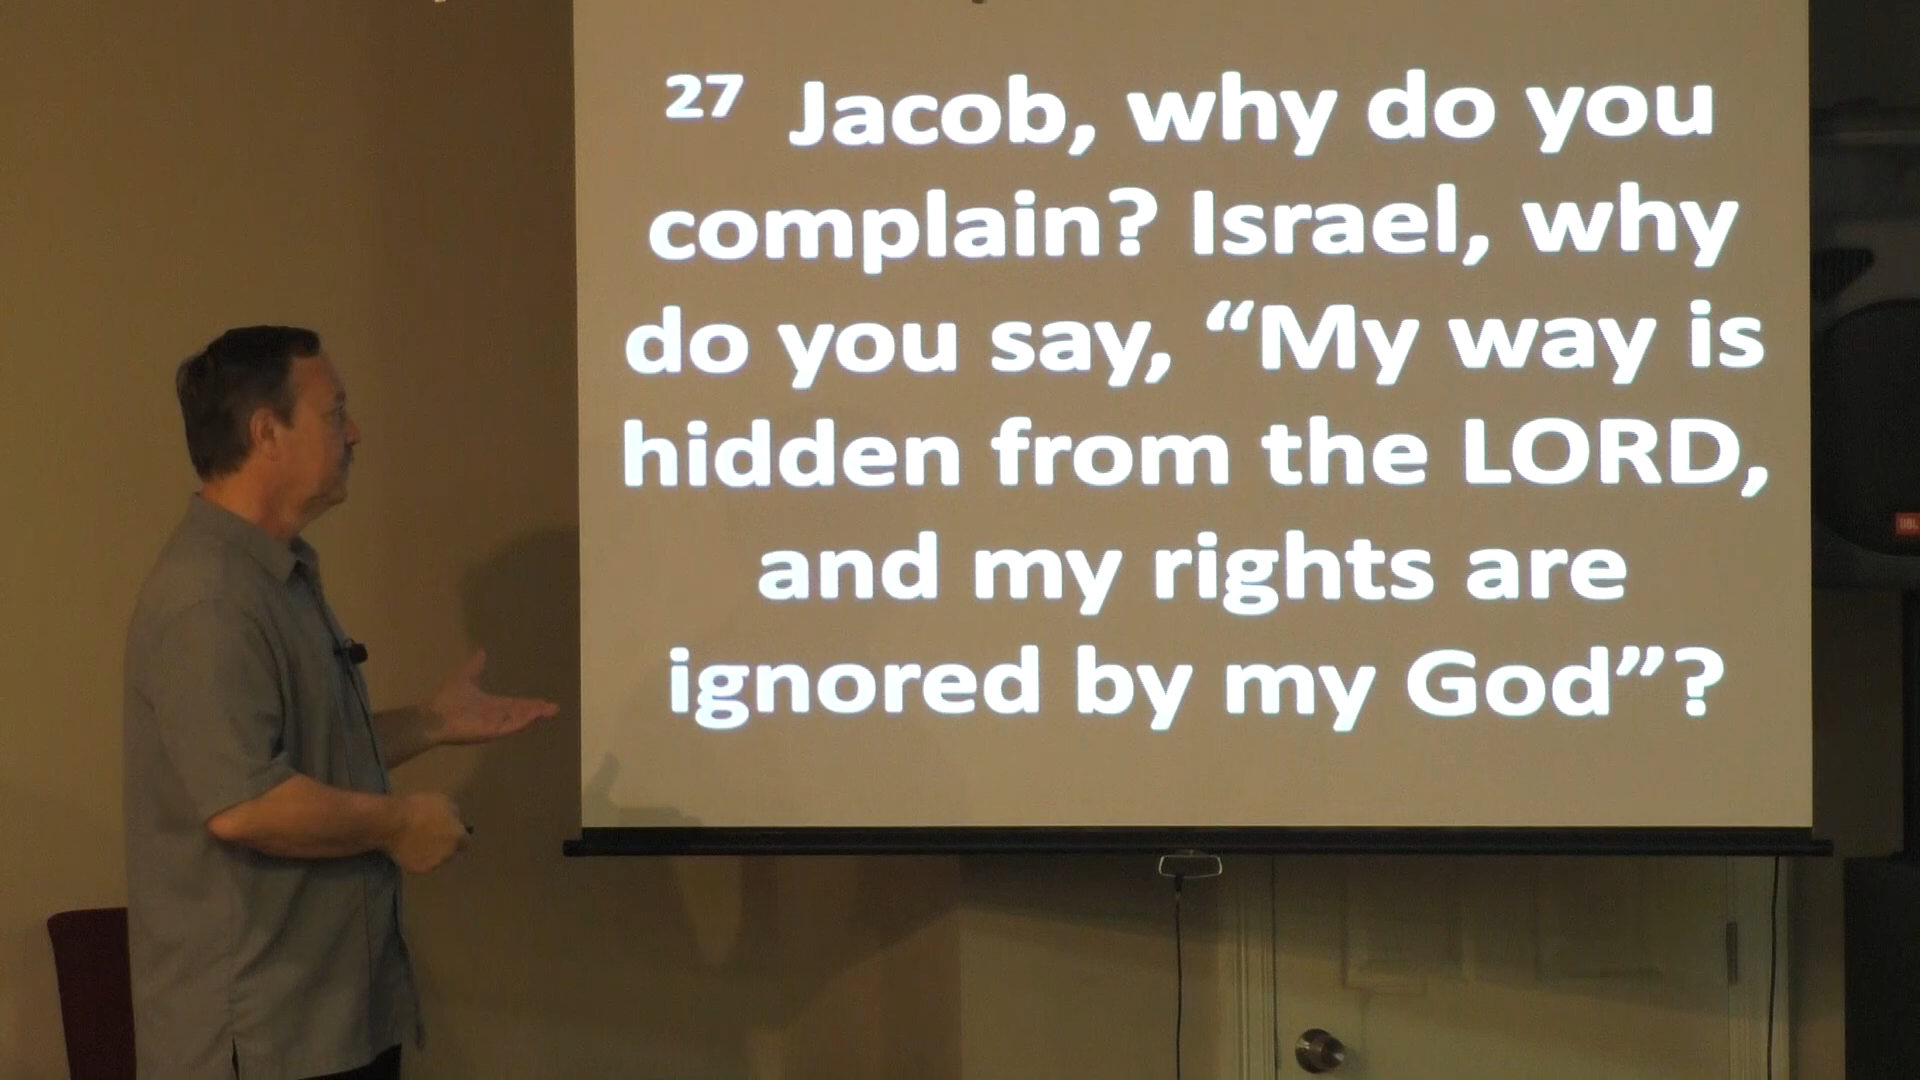 27 Jacob, why do you
complain? Israel, why
do you say, “My way is
hidden from the LORD,
and my rights are
ignored by my God”?
JBL